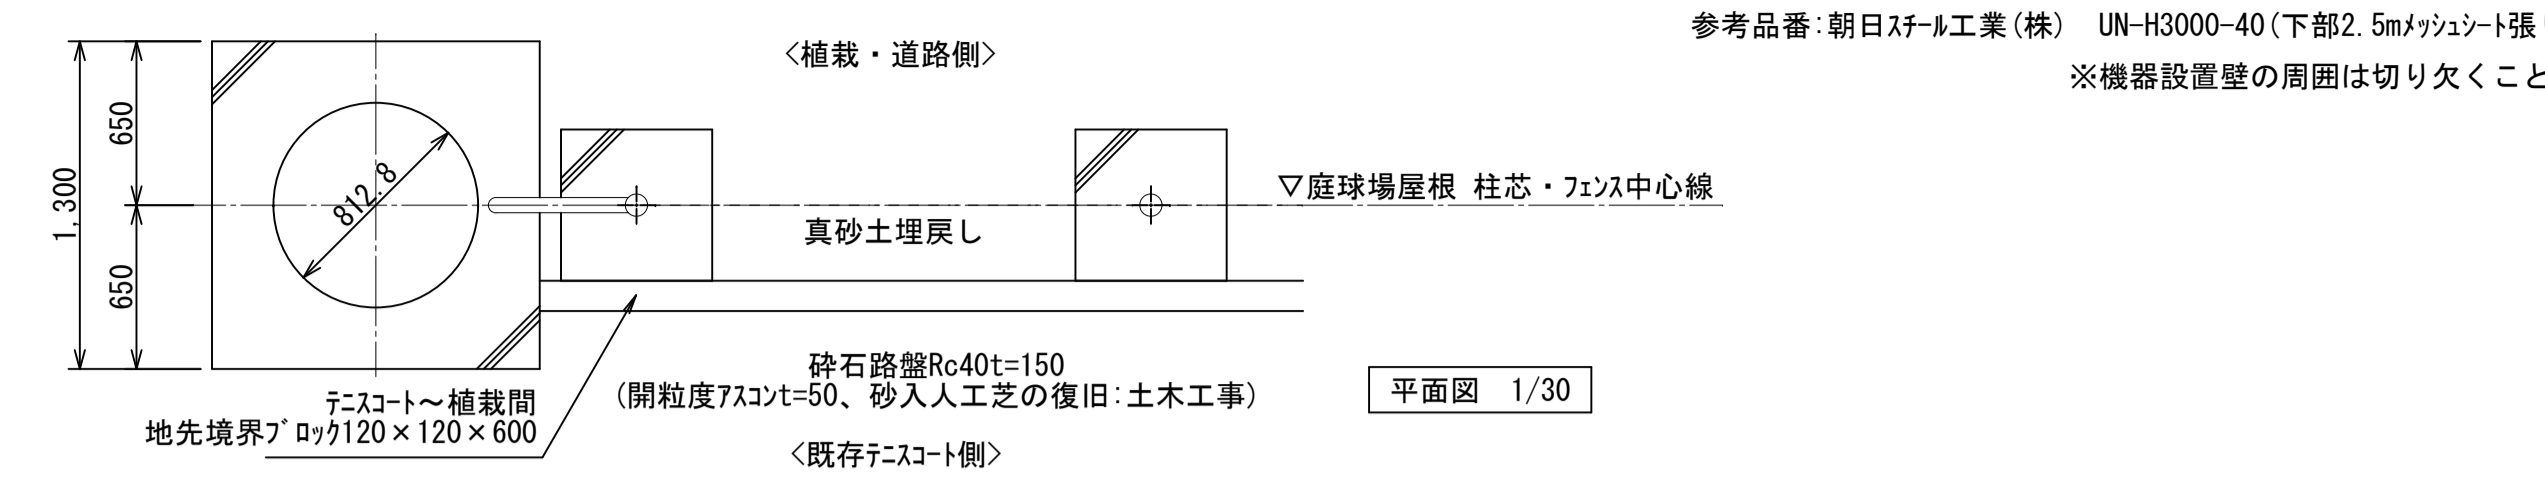 参考品番:朝日ｽﾁｰﾙ工業(株)　UN-H3000-40(下部2.5mﾒｯｼｭｼｰﾄ張
※機器設置壁の周囲は切り欠くこと
<植栽・道路側>
650
1,300
650
812.8
▽庭球場屋根 柱芯・ﾌｪﾝｽ中心線
真砂土埋戻し
砕石路盤Rc40t=150
(開粒度ｱｽｺﾝt=50、砂入人工芝の復旧:土木工事)
平面図　1/30
ﾃﾆｽｺｰﾄ～植栽間
地先境界ﾌﾞﾛｯｸ120×120×600
<既存ﾃﾆｽｺｰﾄ側>